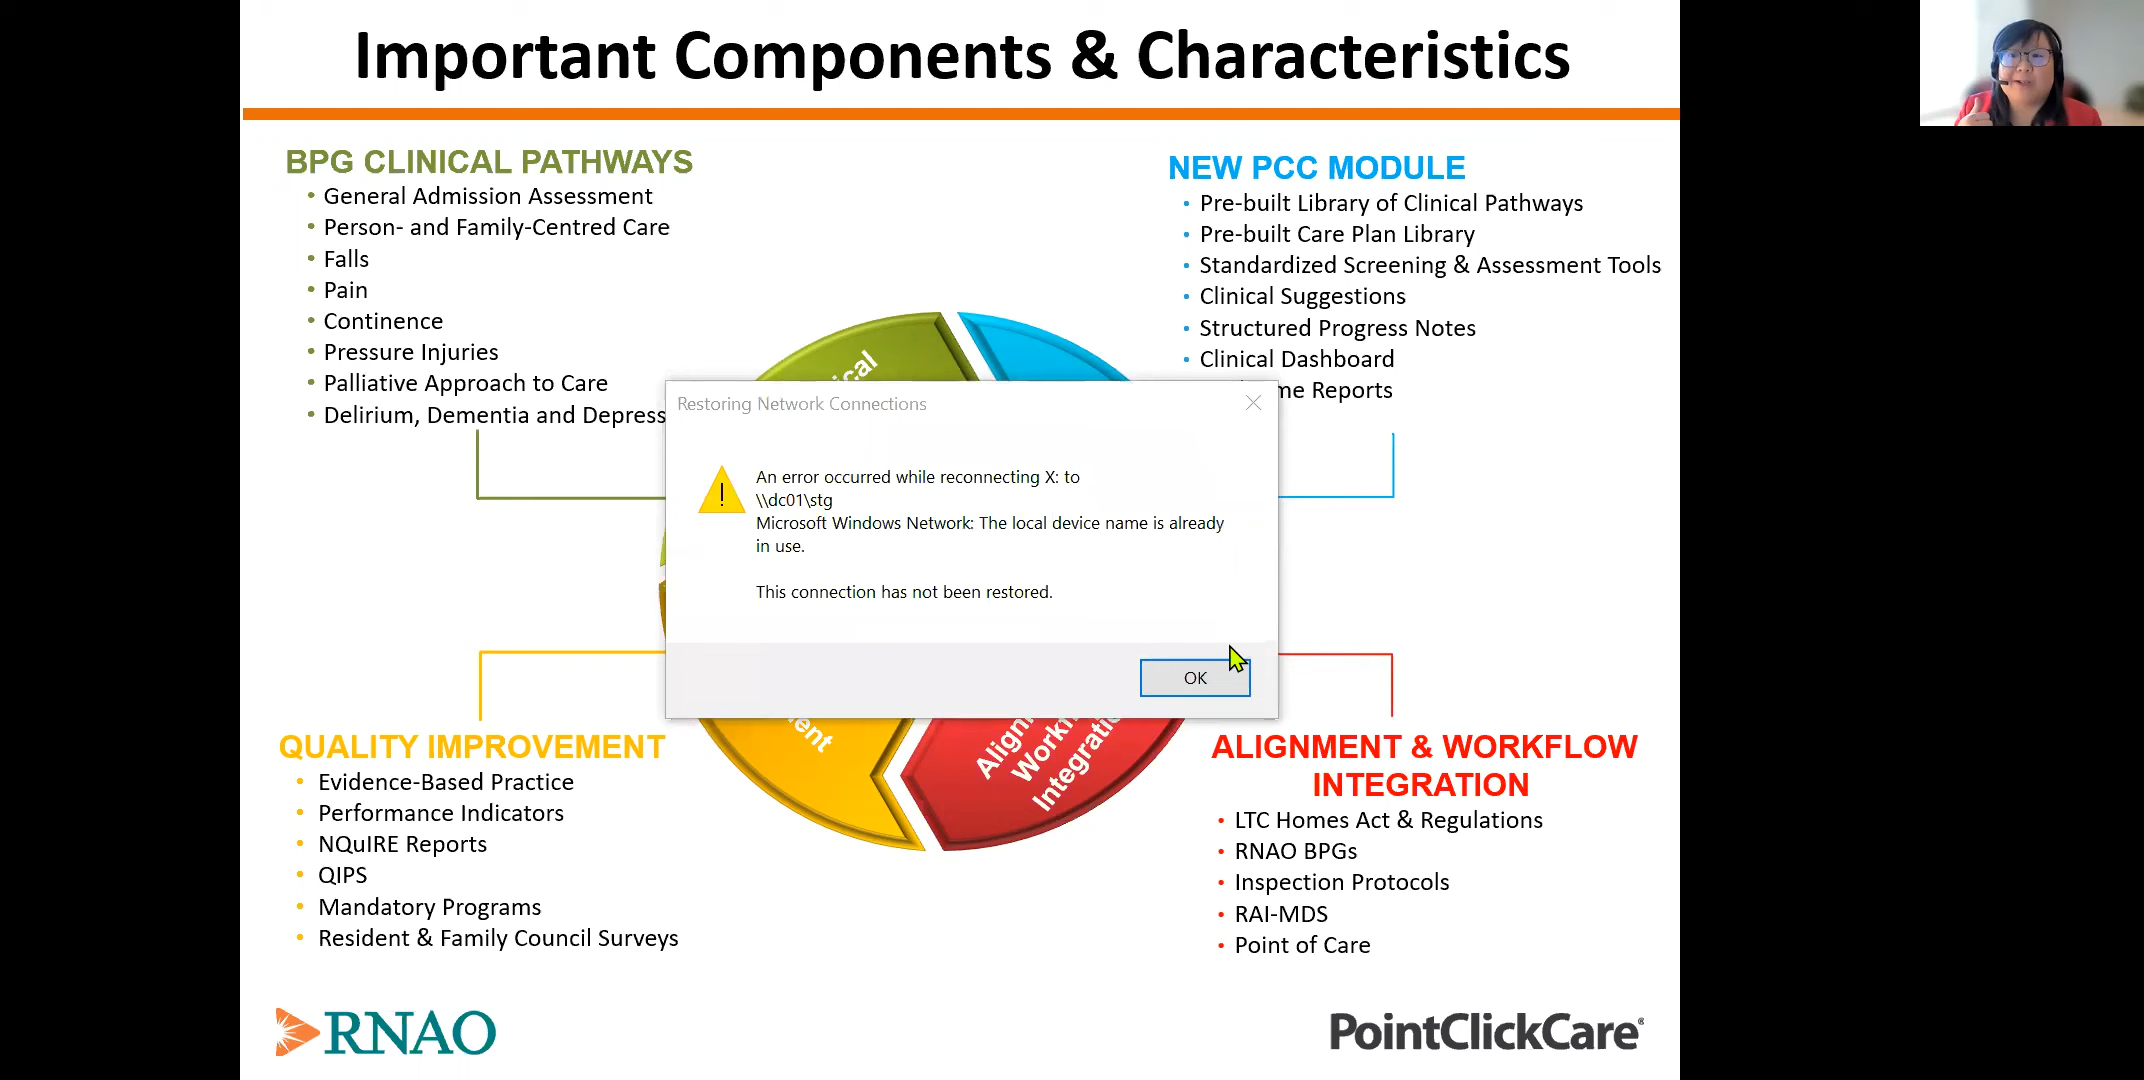 Important Components & Characteristics
BPG CLINICAL PATHWAYS
• General Admission Assessment
• Person- and Family-Centred Care
• Falls
• Pain
• Continence
• Pressure Injuries
• Palliative Approach to Care
• Delirium, Dementia and Depress
NEW PCC MODULE
• Pre-built Library of Clinical Pathways
• Pre-built Care Plan Library
• Standardized Screening & Assessment Tools
• Clinical Suggestions
• Structured Progress Notes
• Clinical Dashboard
me Reports
ical
Restoring Network Connections
An error occurred while reconnecting X: to
\\dc01\stg
Microsoft Windows Network: The local device name is already
in use.
This connection has not been restored.
OK
ent
Alignm
Workf
Integratio
QUALITY IMPROVEMENT
• Evidence-Based Practice
• Performance Indicators
• NQuIRE Reports
• QIPS
• Mandatory Programs
• Resident & Family Council Surveys
ALIGNMENT & WORKFLOW
INTEGRATION
• LTC Homes Act & Regulations
• RNAO BPGs
• Inspection Protocols
• RAI-MDS
• Point of Care
RNAO
PointClickCare®